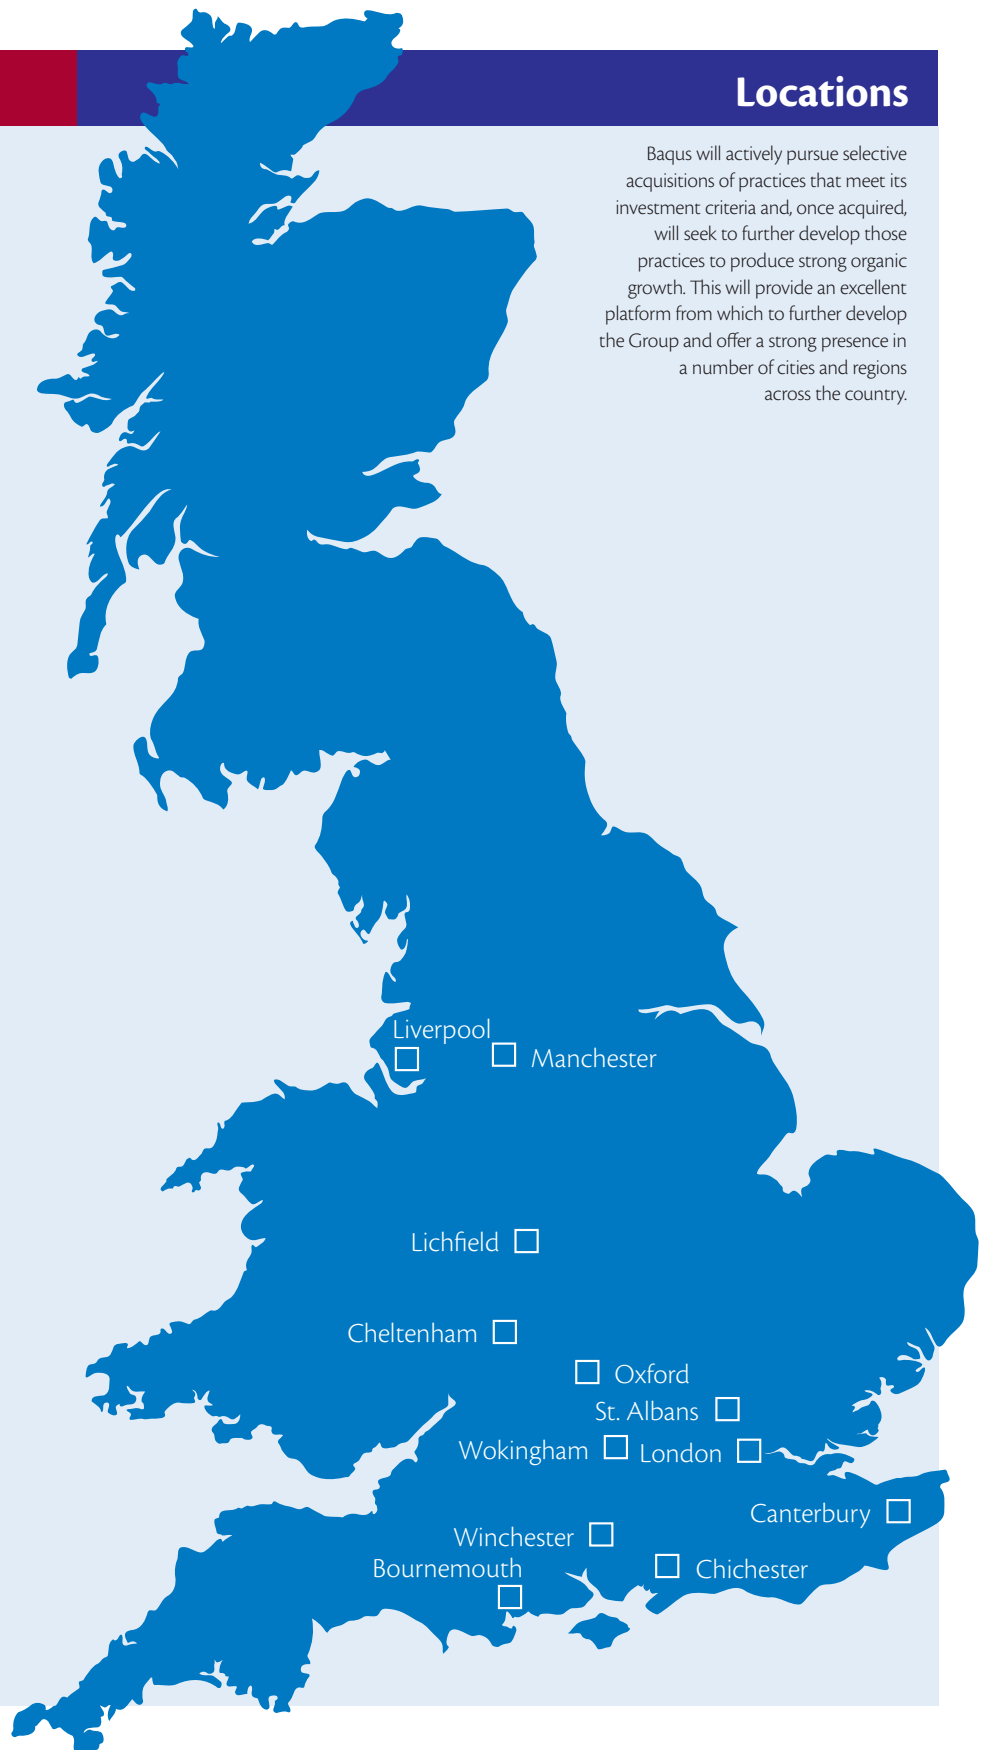 Locations
Baqus will actively pursue selective
acquisitions of practices that meet its
investment criteria and, once acquired,
will seek to further develop those
practices to produce strong organic
growth. This will provide an excellent
platform from which to further develop
the Group and offer a strong presence in
a number of cities and regions
across the country.
Liverpool
Manchester
Lichfield
Cheltenham
Oxford
St. Albans
Wokingham
London
Canterbury
Winchester
Bournemouth
Chichester